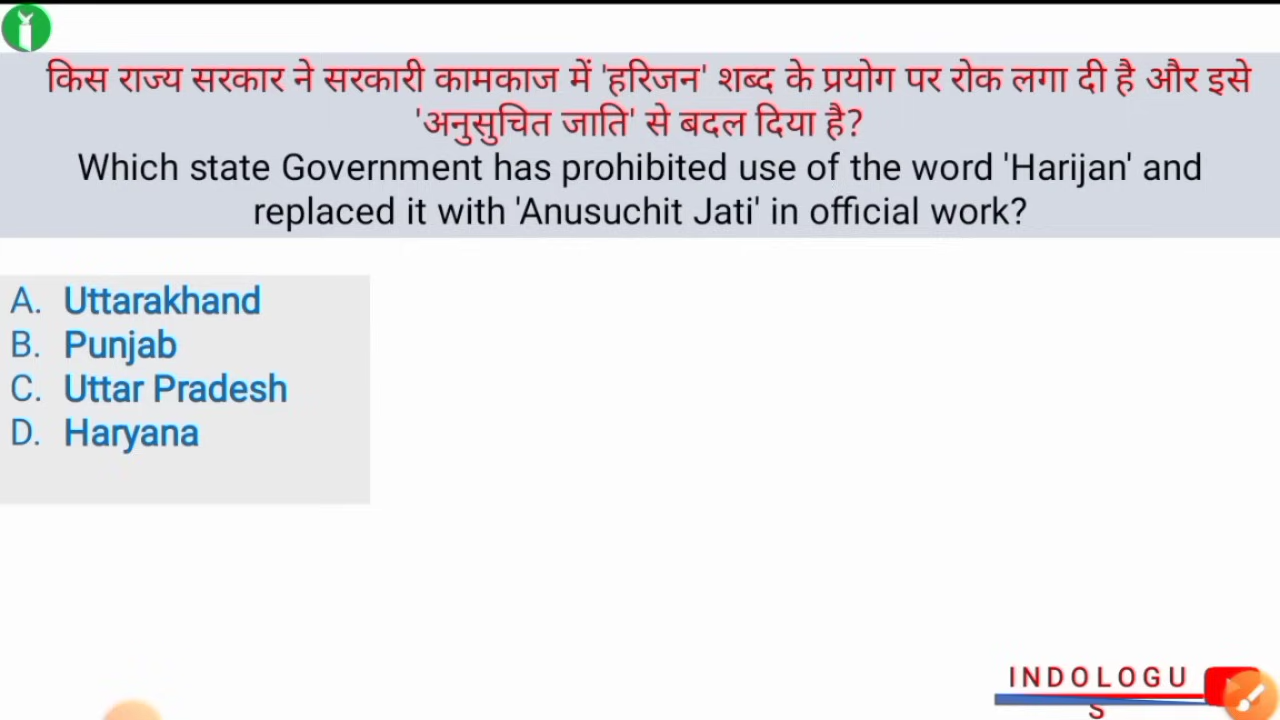 किस राज्य सरकार ने सरकारी कामकाज में 'हरिजन' शब्द के प्रयोग पर रोक लगा दी है और इसे
'अनुसुचित जाति' से बदल दिया है?
Which state Government has prohibited use of the word 'Harijan' and
replaced it with 'Anusuchit Jati' in official work?
A. Uttarakhand
B. Punjab
C. Uttar Pradesh
D. Haryana
INDOLOGU
S